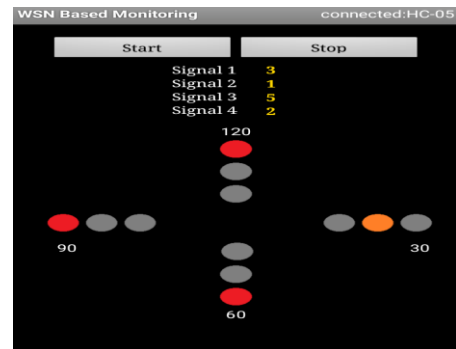 WSN Based Monitoring connected:HC-05
Start Stop
Signal 1 3
Signal 2 1
Signal 3 5
Signal 4 2
120
90 30
60